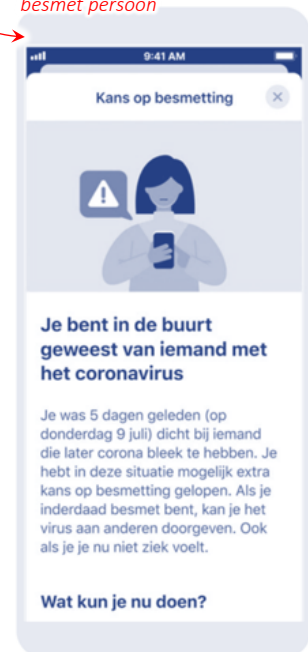 besmet persoon
9:41 AM
Kans op besmetting
Je bent in de buurt
geweest van iemand met
het coronavirus
Je was 5 dagen geleden (op
donderdag 9 juli) dicht bij iemand
die later corona bleek te hebben. Je
hebt in deze situatie mogelijk extra
kans op besmetting gelopen. Als je
inderdaad besmet bent, kan je het
virus aan anderen doorgeven. Ook
als je je nu niet ziek voelt.
Wat kun je nu doen?